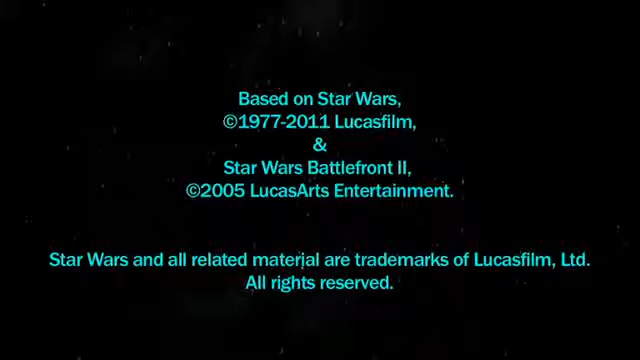 Based on Star Wars,
©1977-2011 Lucasfilm,
&
Star Wars Battlefront II,
©2005 LucasArts Entertainment.
Star Wars and all related material are trademarks of Lucasfilm, Ltd.
All rights reserved.